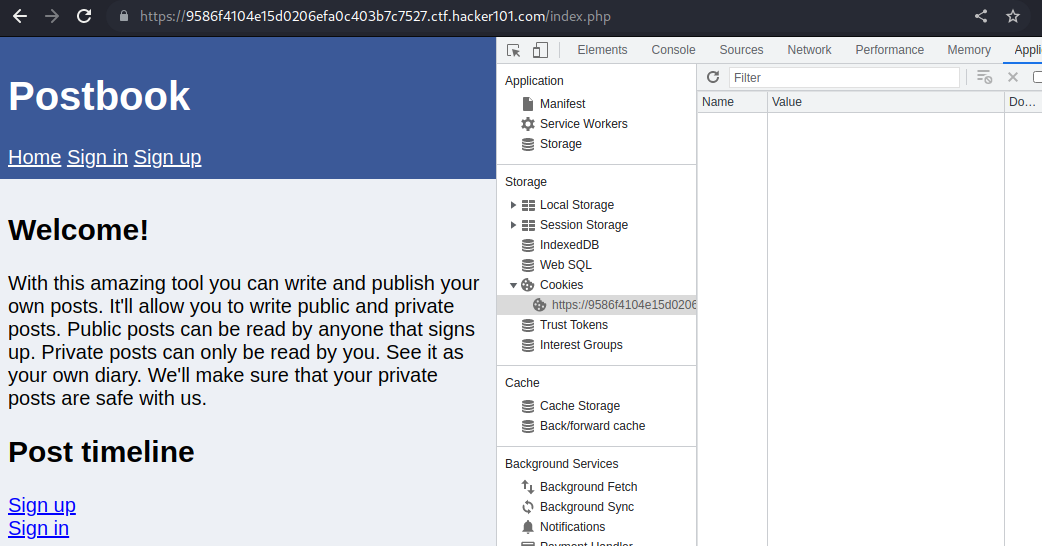 https://9586f4104e15d0206efa0c403b7c7527.ctf.hacker101.com/index.php
Postbook
Home Sign in Sign up
Welcome!
With this amazing tool you can write and publish your
own posts. It'll allow you to write public and private
posts. Public posts can be read by anyone that signs
up. Private posts can only be read by you. See it as
your own diary. We'll make sure that your private
posts are safe with us.
Post timeline
Sign up
Sign in
Elements Console Sources Network Performance Memory Appli
Application
Manifest
Service Workers
Storage
Storage
Local Storage
Session Storage
IndexedDB
Web SQL
Cookies
https://9586f4104e15d0206
Trust Tokens
Interest Groups
Cache
Cache Storage
Back/forward cache
Background Services
Background Fetch
Background Sync
Notifications
Payment Handler
Filter
Name Value Do...